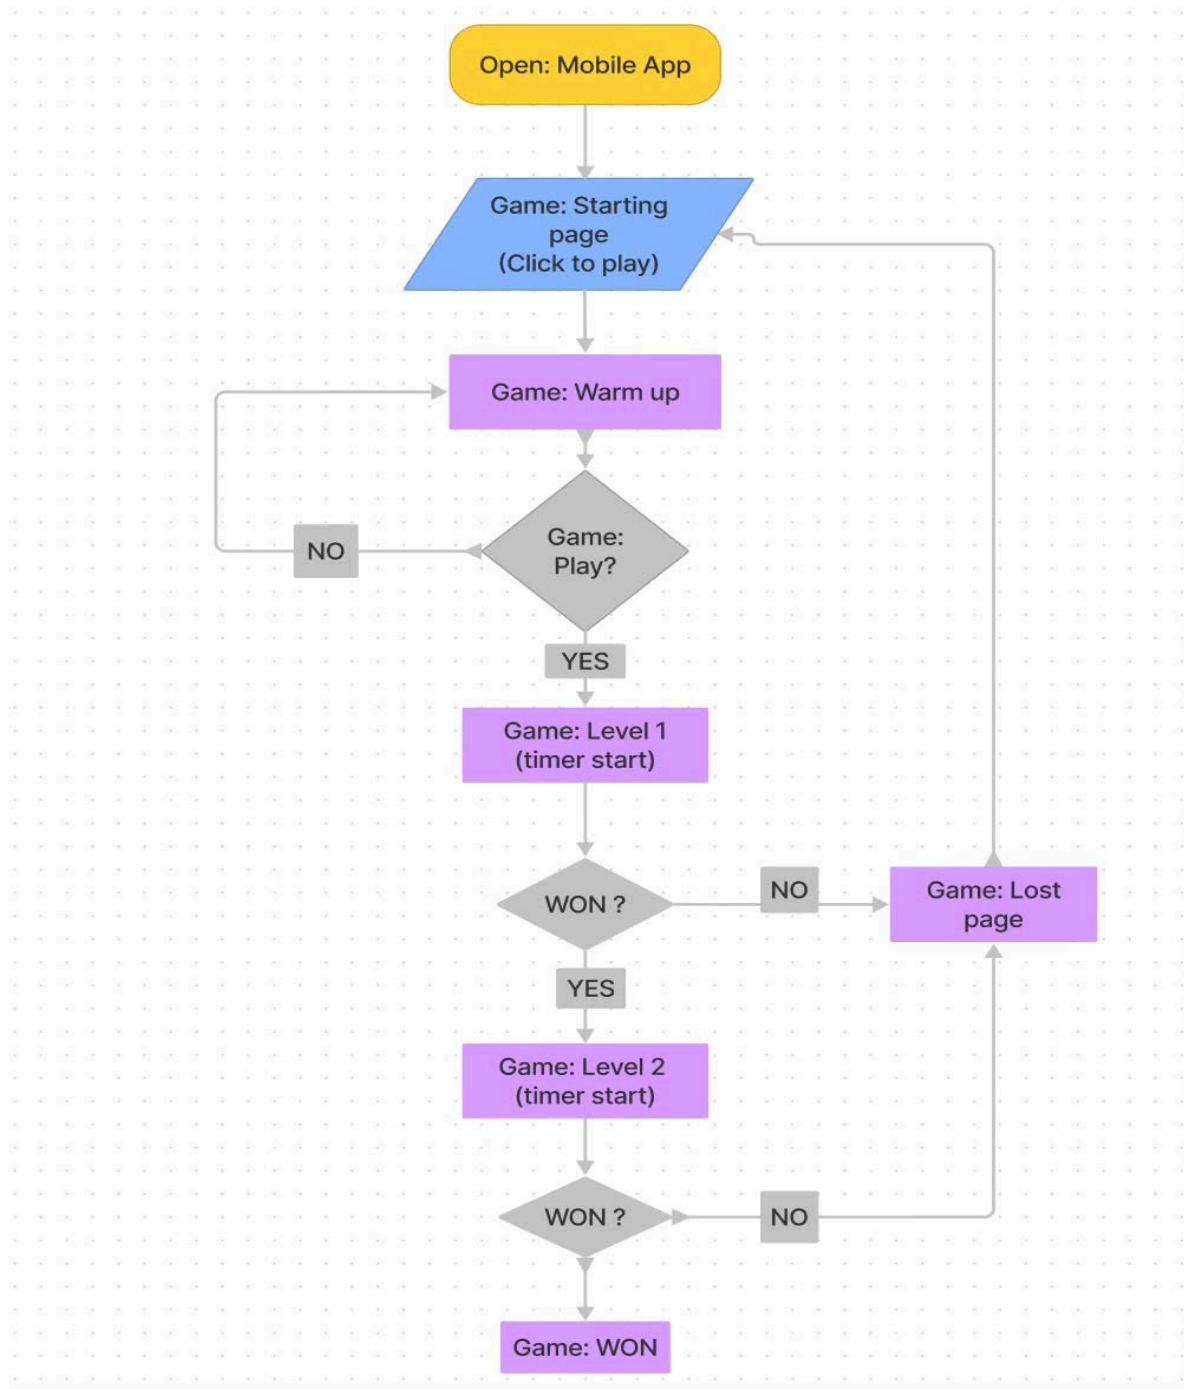 Open: Mobile App
Game: Starting
page
(Click to play)
Game: Warm up
Game:
Play?
NO
YES
Game: Level 1
(timer start)
WON ?
NO
Game: Lost
page
YES
Game: Level 2
(timer start)
WON ?
NO
Game: WON